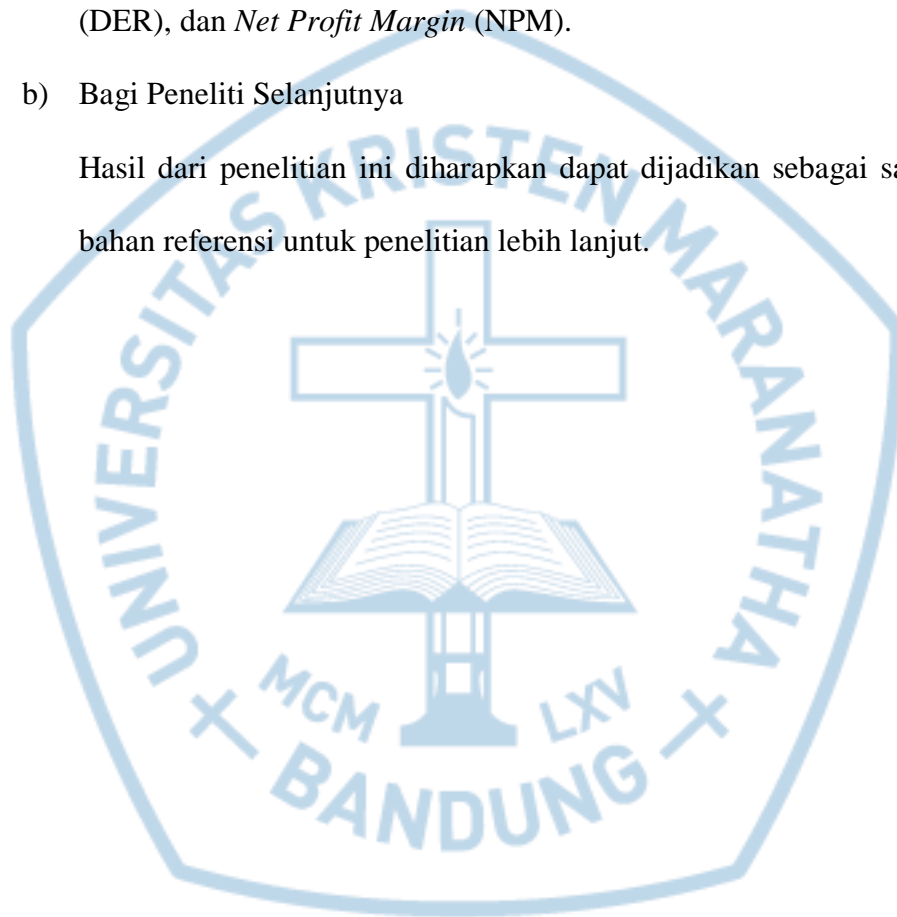 (DER), dan Net Profit Margin (NPM).
b) Bagi Peneliti Selanjutnya
Hasil dari penelitian ini diharapkan dapat dijadikan sebagai
bahan referensi untuk penelitian lebih lanjut.
UNIVERSITAS KRISTEN MARANATHA
MCM LXV
BANDUNG